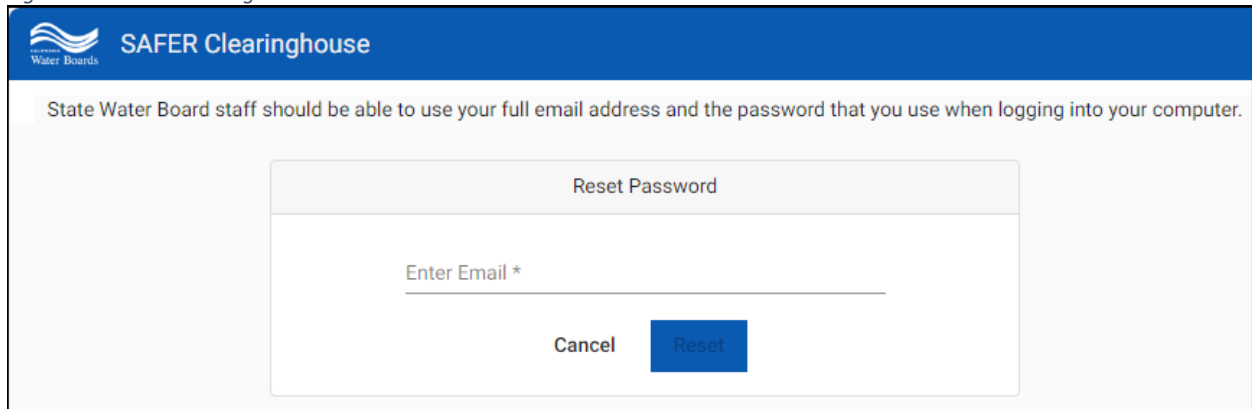 CALIFORNIA
Water Boards
SAFER Clearinghouse
State Water Board staff should be able to use your full email address and the password that you use when logging into your computer.
Reset Password
Enter Email *
Cancel Reset